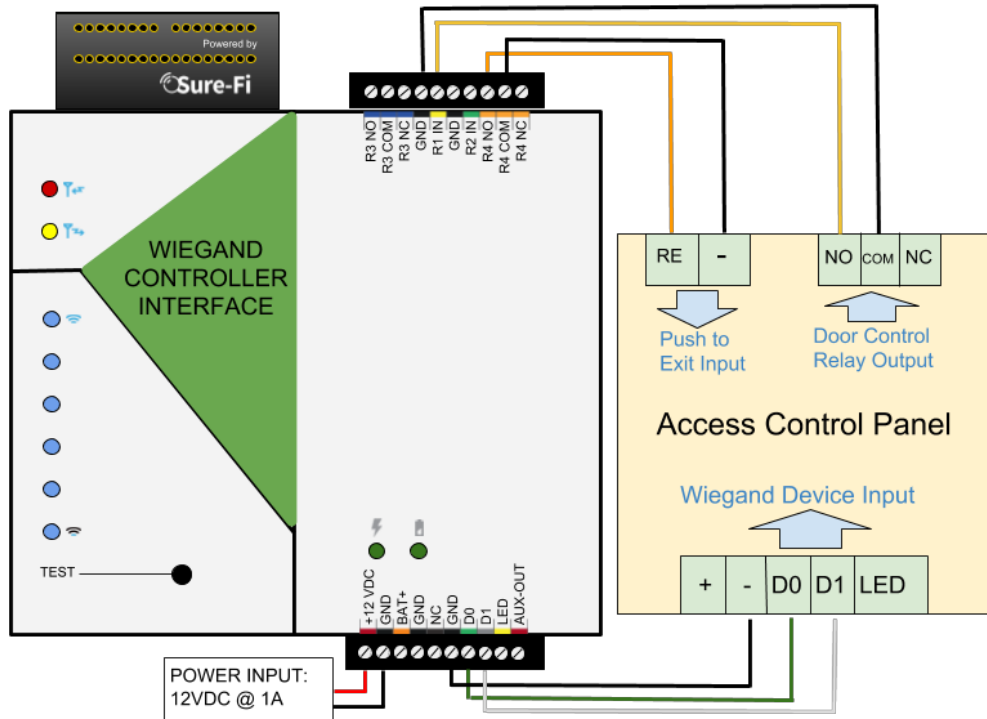 Powered by
Sure-Fi
R3 NO
R3 COM
R3 NC
GND
R1 IN
GND
R2 IN
R4 NO
R4 COM
R4 NC
WIEGAND
CONTROLLER
INTERFACE
TEST
+12 VDC
GND
BAT+
GND
NC
GND
D0
D1
LED
AUX-OUT
POWER INPUT:
12VDC @ 1A
RE -
NO COM NC
Push to
Exit Input
Door Control
Relay Output
Access Control Panel
Wiegand Device Input
+ - D0 D1 LED